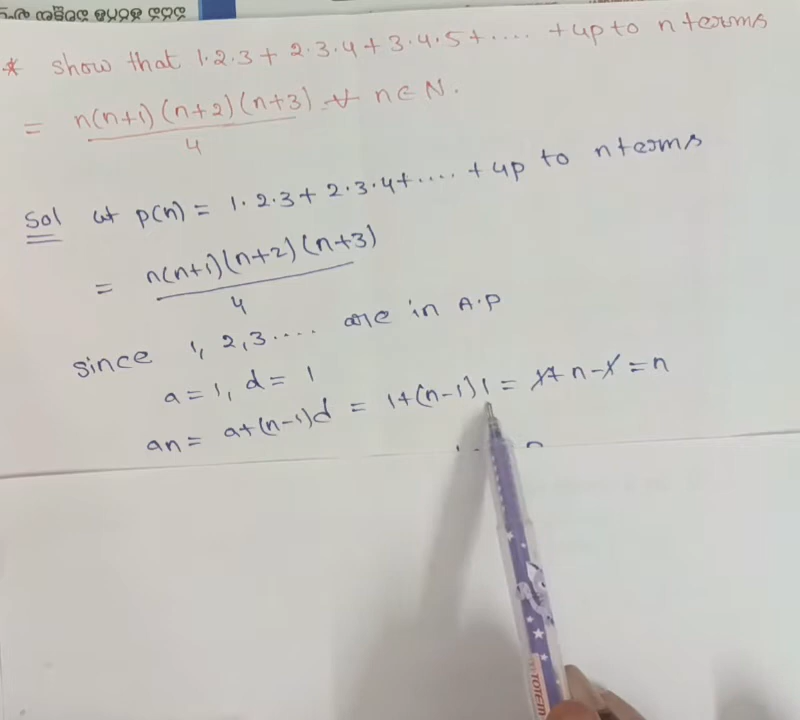 * show that 1.2.3 + 2.3.4 + 3.4.5 + .... + up to n terms
= n(n+1)(n+2)(n+3)/4 ∀ n∈N.
Sol let p(n) = 1.2.3 + 2.3.4 + .... + up to n terms
= n(n+1)(n+2)(n+3)/4
since 1, 2, 3 .... are in A.P
a = 1, d = 1
an = a+(n-1)d = 1+(n-1)1 = 1+n-1 = n
TOTEM